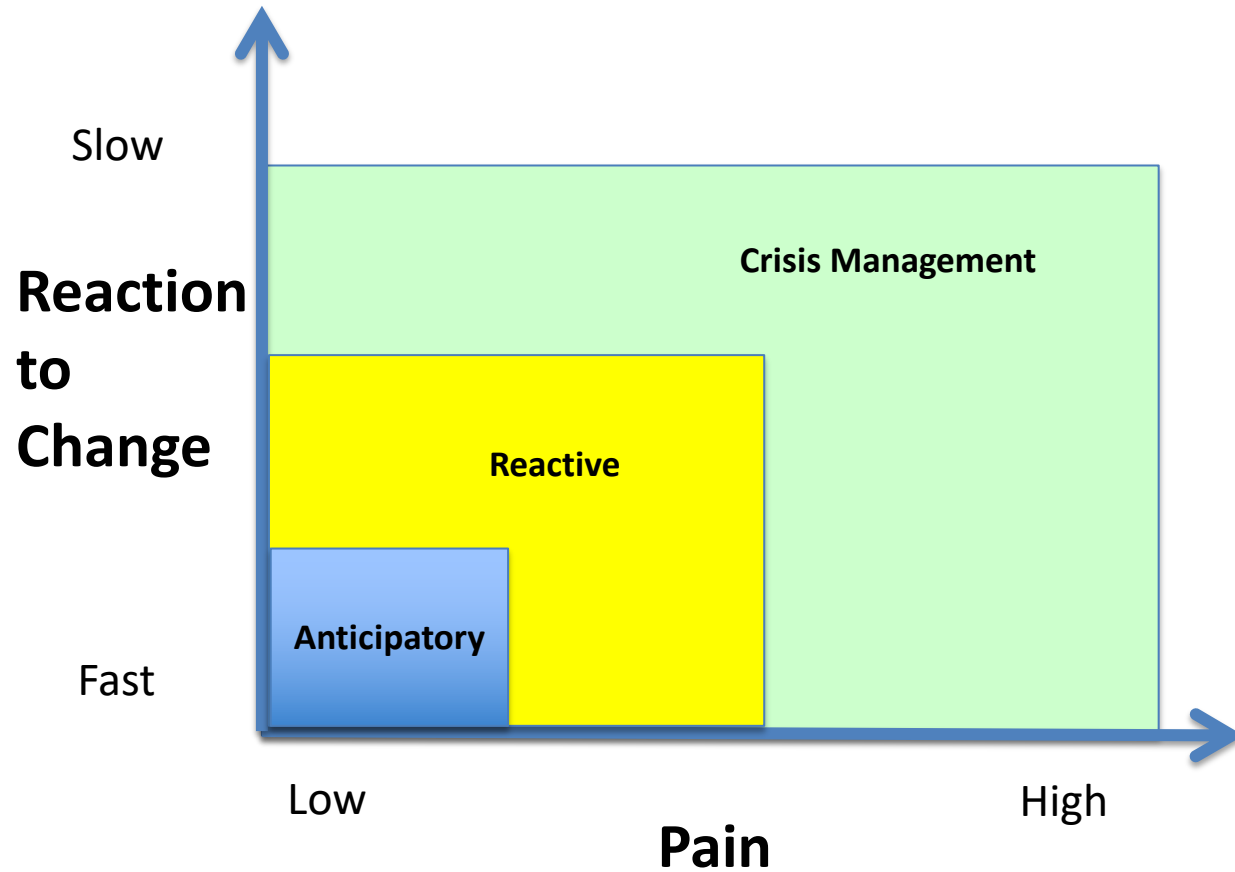 Slow
Crisis Management
Reaction
to
Change
Reactive
Anticipatory
Fast
Low
High
Pain